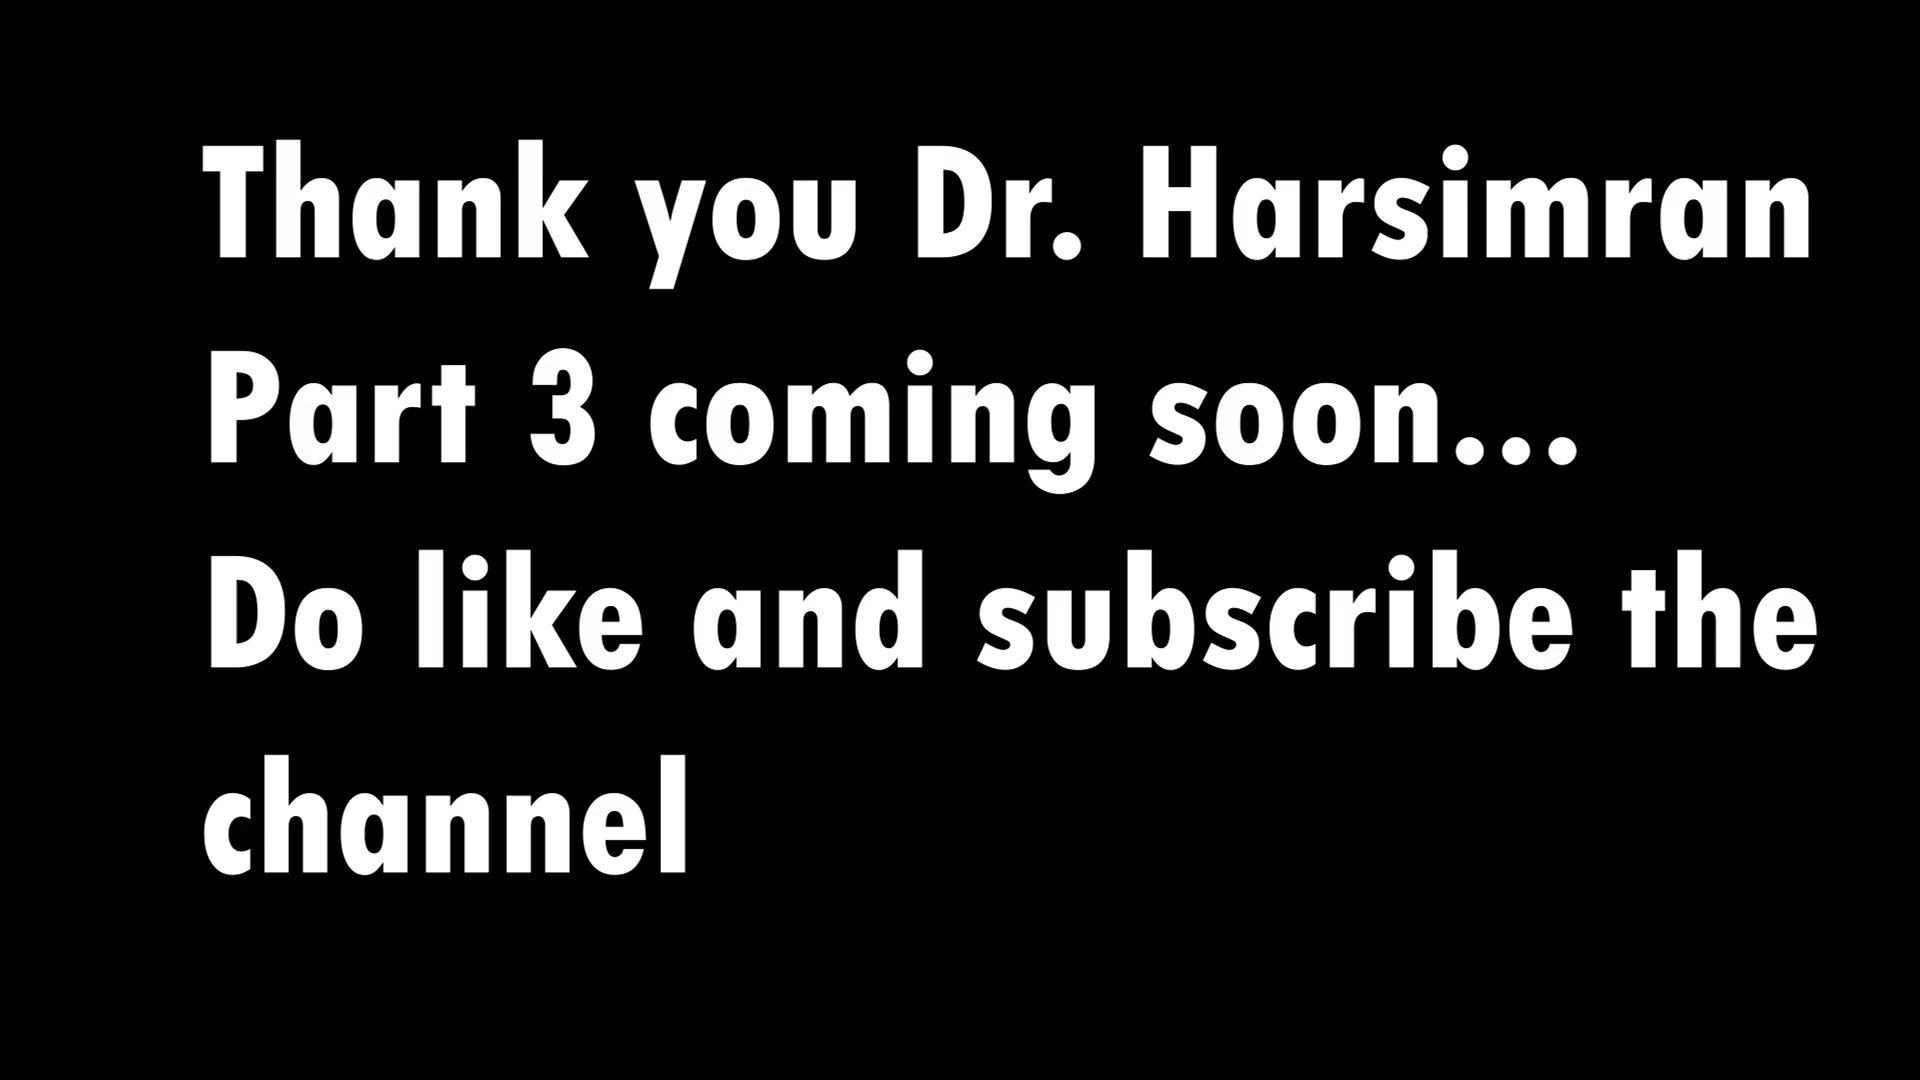 Thank you Dr. Harsimran
Part 3 coming soon...
Do like and subscribe the
channel